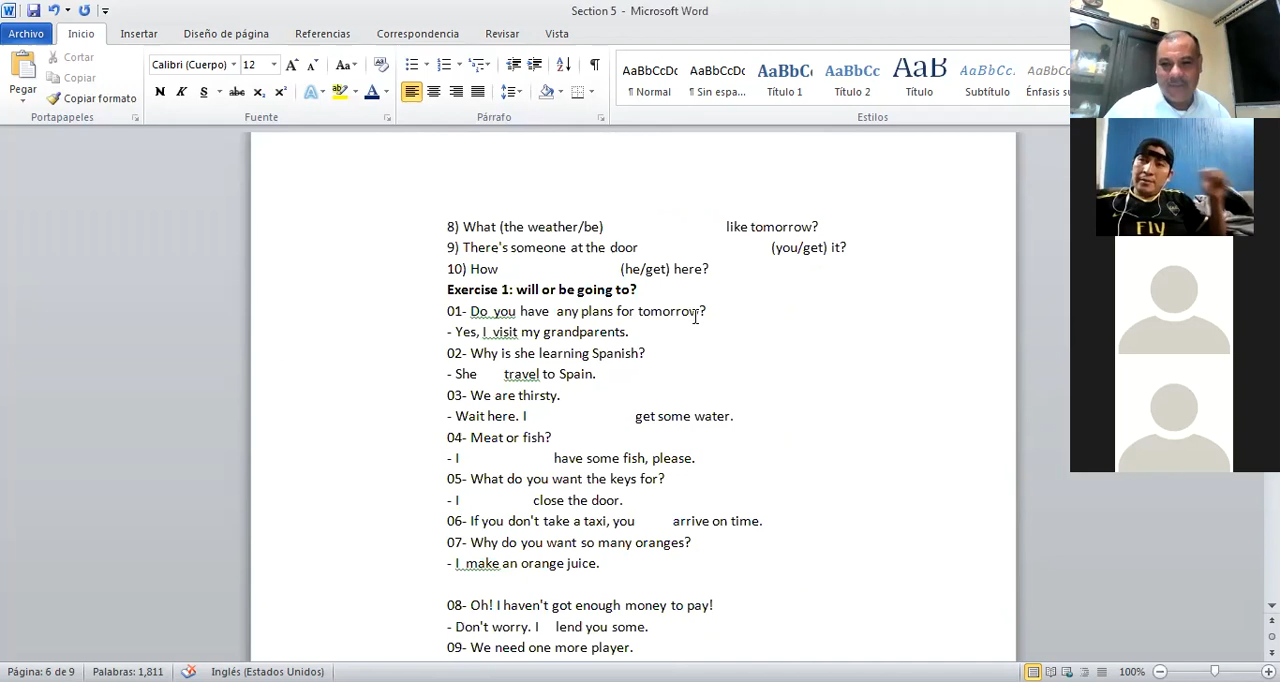 Section 5 - Microsoft Word
Archivo Inicio Insertar Diseño de página Referencias Correspondencia Revisar Vista
Pegar
Cortar
Copiar
Copiar formato
Portapapeles
Calibri (Cuerpo) 12
Fuente
Párrafo
AaBbCcDc AaBbCcDc AaBbC AaBbCc AaB AaBbCc AaBbCc
¶ Normal ¶ Sin espa... Título 1 Título 2 Título Subtítulo Énfasis su
Estilos
8) What (the weather/be) like tomorrow?
9) There's someone at the door (you/get) it?
10) How (he/get) here?
Exercise 1: will or be going to?
01- Do you have any plans for tomorrow?
- Yes, I visit my grandparents.
02- Why is she learning Spanish?
- She travel to Spain.
03- We are thirsty.
- Wait here. I get some water.
04- Meat or fish?
- I have some fish, please.
05- What do you want the keys for?
- I close the door.
06- If you don't take a taxi, you arrive on time.
07- Why do you want so many oranges?
- I make an orange juice.
08- Oh! I haven't got enough money to pay!
- Don't worry. I lend you some.
09- We need one more player.
FLY
Página: 6 de 9 Palabras: 1,811 Inglés (Estados Unidos) 100%